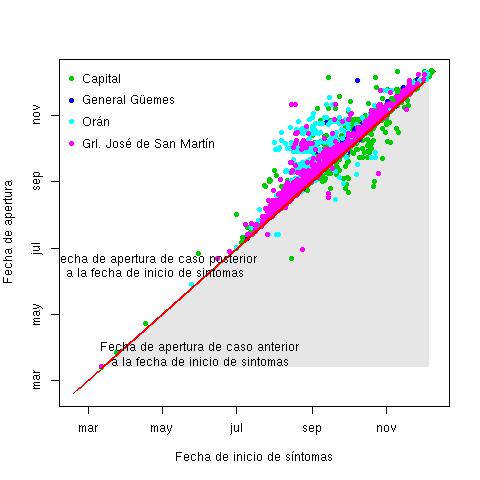 Capital
General Güemes
Orán
Grl. José de San Martín
echa de apertura de caso posterior
a la fecha de inicio de sintomas
Fecha de apertura de caso anterior
a la fecha de inicio de sintomas
Fecha de apertura
mar
may
jul
sep
nov
mar
may
jul
sep
nov
Fecha de inicio de síntomas